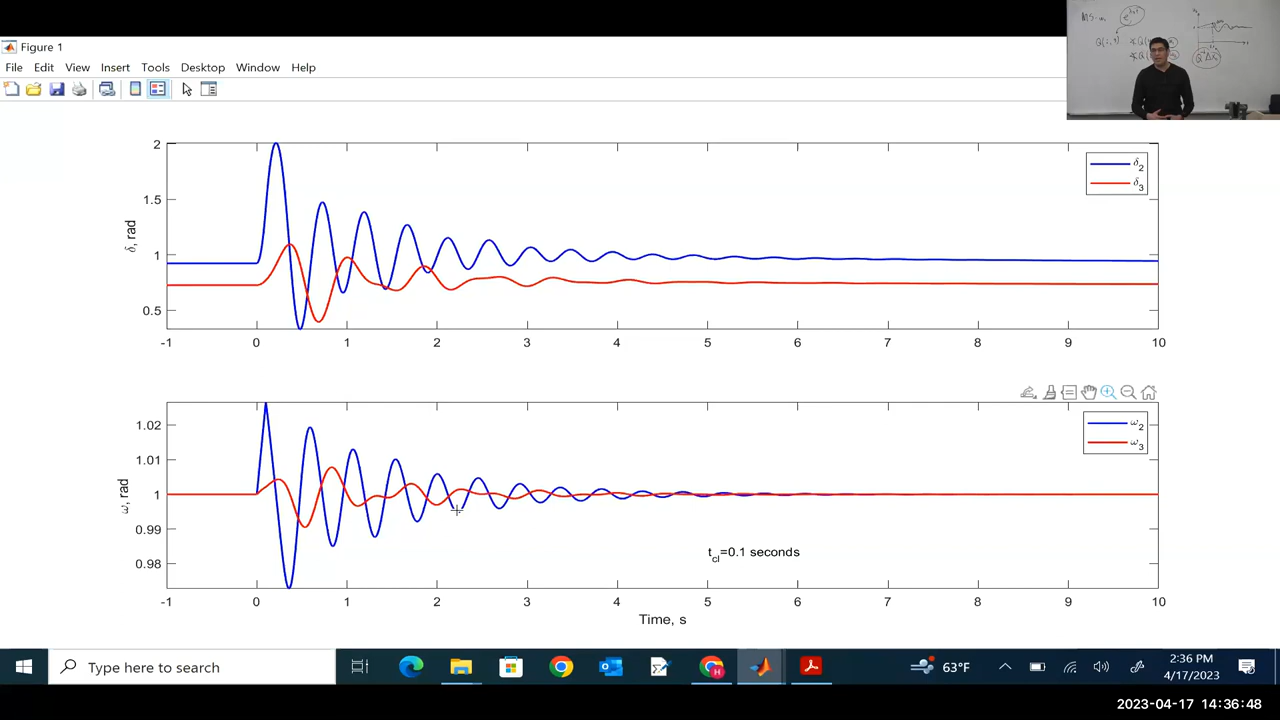 Figure 1
File Edit View Insert Tools Desktop Window Help
2
1.5
1
0.5
δ, rad
δ2
δ3
-1 0 1 2 3 4 5 6 7 8 9 10
1.02
1.01
1
0.99
0.98
ω, rad
ω2
ω3
tcl=0.1 seconds
-1 0 1 2 3 4 5 6 7 8 9 10
Time, s
Type here to search
63°F
2:36 PM
4/17/2023
2023-04-17 14:36:48